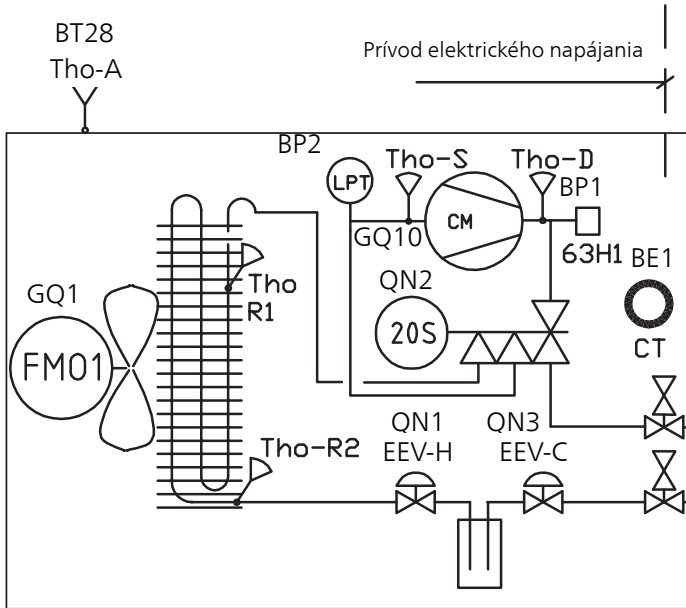 BT28
Tho-A
Prívod elektrického napájania
BP2
LPT
Tho-S
Tho-D
BP1
CM
GQ10
63H1
BE1
GQ1
Tho
R1
QN2
20S
CT
FM01
QN1
EEV-H
QN3
EEV-C
Tho-R2